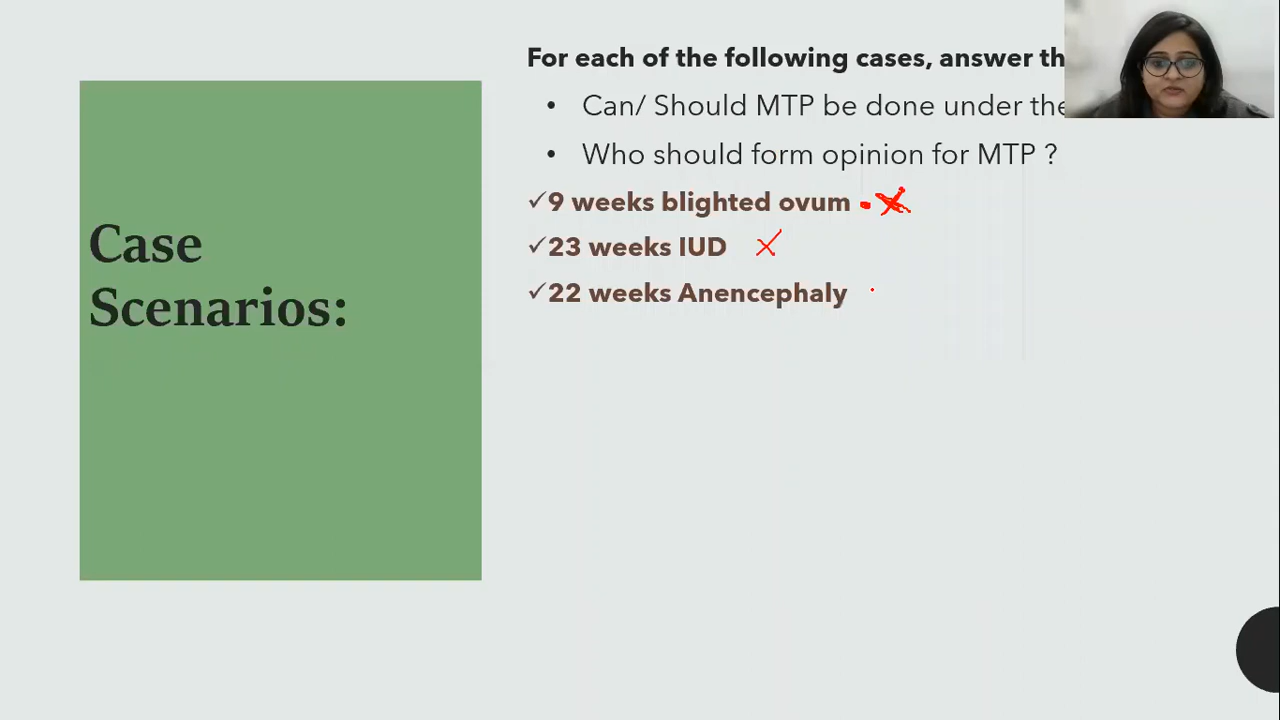 Case
Scenarios:
For each of the following cases, answer th
• Can/ Should MTP be done under the
• Who should form opinion for MTP ?
✓9 weeks blighted ovum
✓23 weeks IUD
✓22 weeks Anencephaly